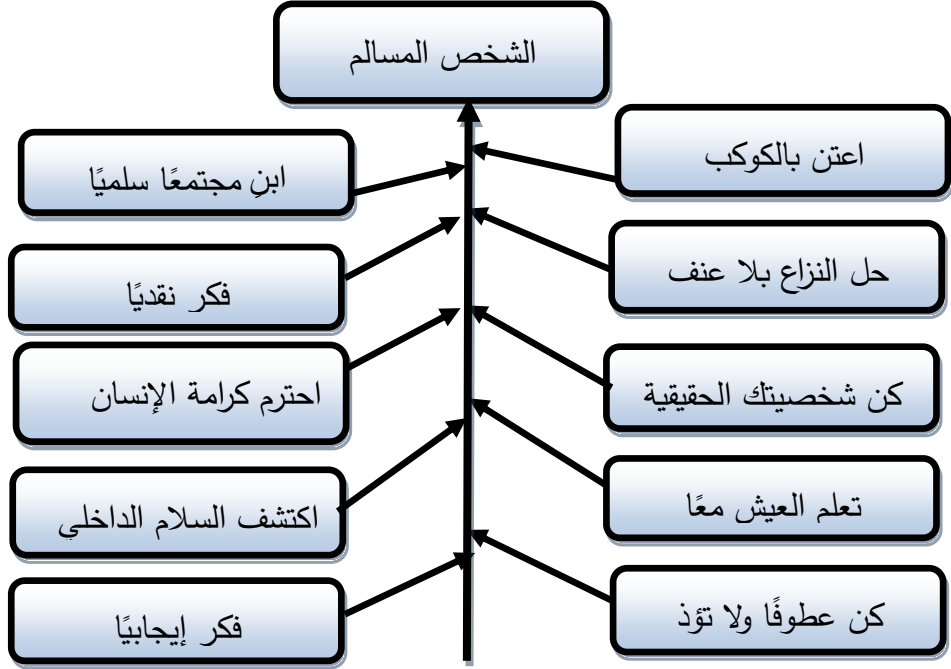 الشخص المسالم
اعتن بالكوكب
ابنِ مجتمعًا سلميًا
حل النزاع بلا عنف
فكر نقديًا
كن شخصيتك الحقيقية
احترم كرامة الإنسان
تعلم العيش معًا
اكتشف السلام الداخلي
كن عطوفًا ولا تؤذ
فكر إيجابيًا